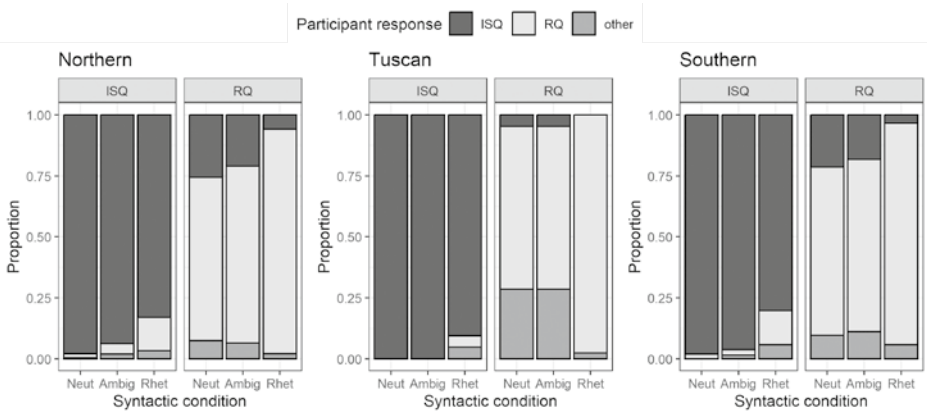 Participant response ISQ RQ other
Northern Tuscan Southern
ISQ RQ ISQ RQ ISQ RQ
1.00 1.00 1.00
0.75 0.75 0.75
0.50 0.50 0.50
0.25 0.25 0.25
0.00 0.00 0.00
Proportion Proportion Proportion
Neut Ambig Rhet Neut Ambig Rhet Neut Ambig Rhet Neut Ambig Rhet Neut Ambig Rhet Neut Ambig Rhet
Syntactic condition Syntactic condition Syntactic condition